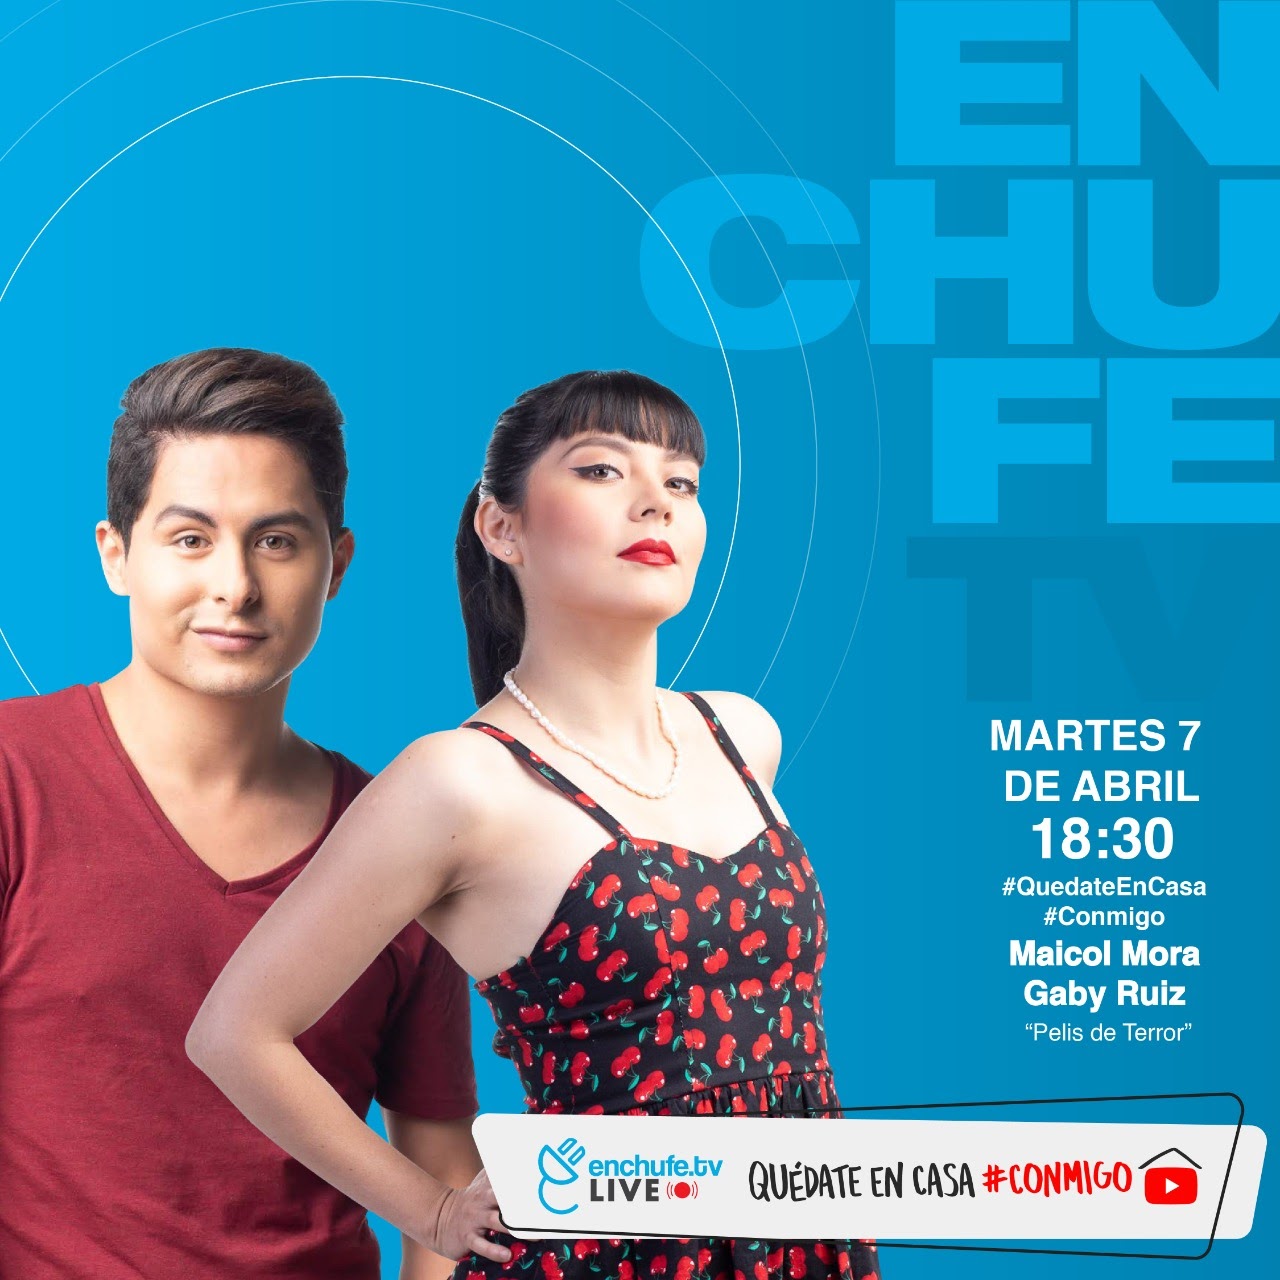 EN
CHU
FE
TV
MARTES 7
DE ABRIL
18:30
#QuedateEnCasa
#Conmigo
Maicol Mora
Gaby Ruiz
“Pelis de Terror”
enchufe.tv
LIVE
QUÉDATE EN CASA #CONMIGO